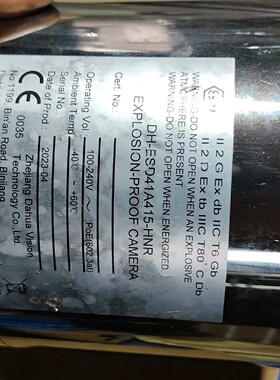 II 2 G Ex db IIC T6 Gb
II 2 D Ex tb IIIC T80°C Db
WARNING-DO NOT OPEN WHEN AN EXPLOSIVE
ATMOSPHERE IS PRESENT
WARNING-DO NOT OPEN WHEN ENERGIZED
EXPLOSION-PROOF CAMERA
DH-ESD41A415-HNR
Cert. No.:
Operating Vol.: 100-240V ~ PoE(802.3at)
Ambient Temp.: -40°C ~ +60°C
Date of Prod.: 2023-04
CE 0035
Zhejiang Dahua Vision
Technology Co., Ltd.
No.1199, Bin'an Road, Binjiang